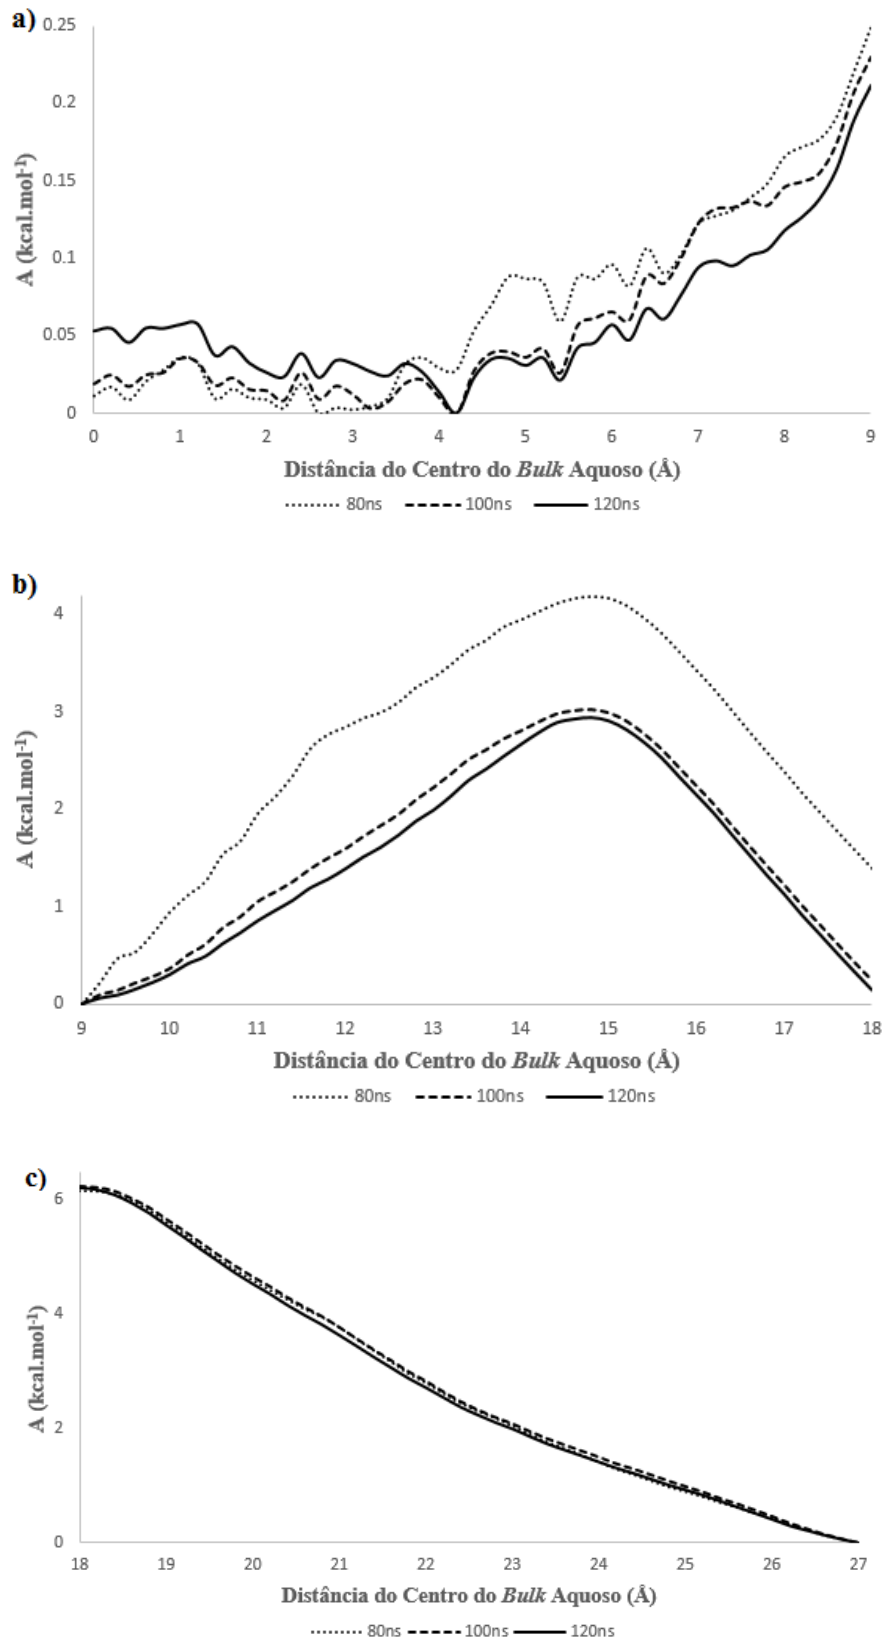 a)
0.25
0.2
0.15
0.1
0.05
0
A (kcal.mol-1)
0 1 2 3 4 5 6 7 8 9
Distância do Centro do Bulk Aquoso (Å)
80ns 100ns 120ns
b)
4
3
2
1
0
A (kcal.mol-1)
9 10 11 12 13 14 15 16 17 18
Distância do Centro do Bulk Aquoso (Å)
80ns 100ns 120ns
c)
6
4
2
0
A (kcal.mol-1)
18 19 20 21 22 23 24 25 26 27
Distância do Centro do Bulk Aquoso (Å)
80ns 100ns 120ns